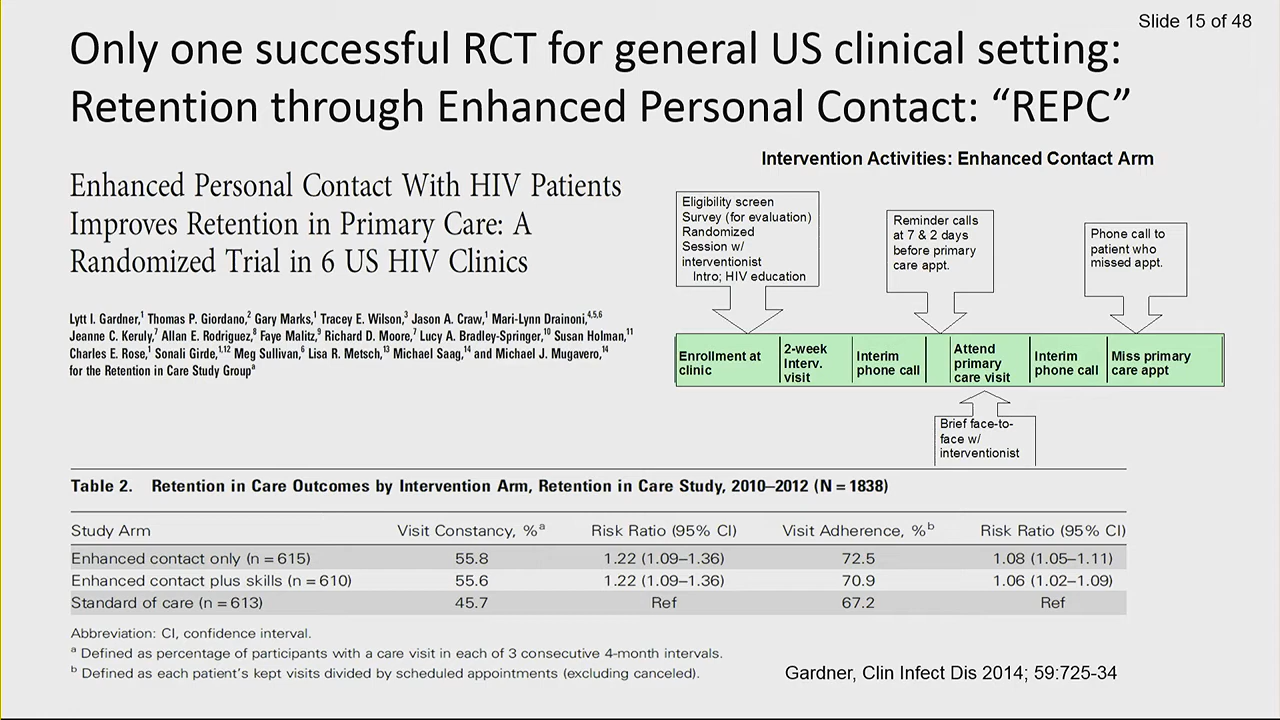 Slide 15 of 48
Only one successful RCT for general US clinical setting:
Retention through Enhanced Personal Contact: “REPC”
Enhanced Personal Contact With HIV Patients
Improves Retention in Primary Care: A
Randomized Trial in 6 US HIV Clinics
Lytt I. Gardner,1 Thomas P. Giordano,2 Gary Marks,1 Tracey E. Wilson,3 Jason A. Craw,1 Mari-Lynn Drainoni,4,5,6
Jeanne C. Keruly,7 Allan E. Rodriguez,8 Faye Malitz,9 Richard D. Moore,7 Lucy A. Bradley-Springer,10 Susan Holman,11
Charles E. Rose,1 Sonali Girde,1,12 Meg Sullivan,6 Lisa R. Metsch,13 Michael Saag,14 and Michael J. Mugavero,14
for the Retention in Care Study Groupa
Intervention Activities: Enhanced Contact Arm
Eligibility screen
Survey (for evaluation)
Randomized
Session w/
interventionist
Intro; HIV education
Reminder calls
at 7 & 2 days
before primary
care appt.
Phone call to
patient who
missed appt.
Enrollment at
clinic
2-week
Interv.
visit
Interim
phone call
Attend
primary
care visit
Interim
phone call
Miss primary
care appt
Brief face-to-
face w/
interventionist
Table 2. Retention in Care Outcomes by Intervention Arm, Retention in Care Study, 2010–2012 (N = 1838)
Study Arm Visit Constancy, %a Risk Ratio (95% CI) Visit Adherence, %b Risk Ratio (95% CI)
Enhanced contact only (n = 615) 55.8 1.22 (1.09–1.36) 72.5 1.08 (1.05–1.11)
Enhanced contact plus skills (n = 610) 55.6 1.22 (1.09–1.36) 70.9 1.06 (1.02–1.09)
Standard of care (n = 613) 45.7 Ref 67.2 Ref
Abbreviation: CI, confidence interval.
a Defined as percentage of participants with a care visit in each of 3 consecutive 4-month intervals.
b Defined as each patient’s kept visits divided by scheduled appointments (excluding canceled).
Gardner, Clin Infect Dis 2014; 59:725-34